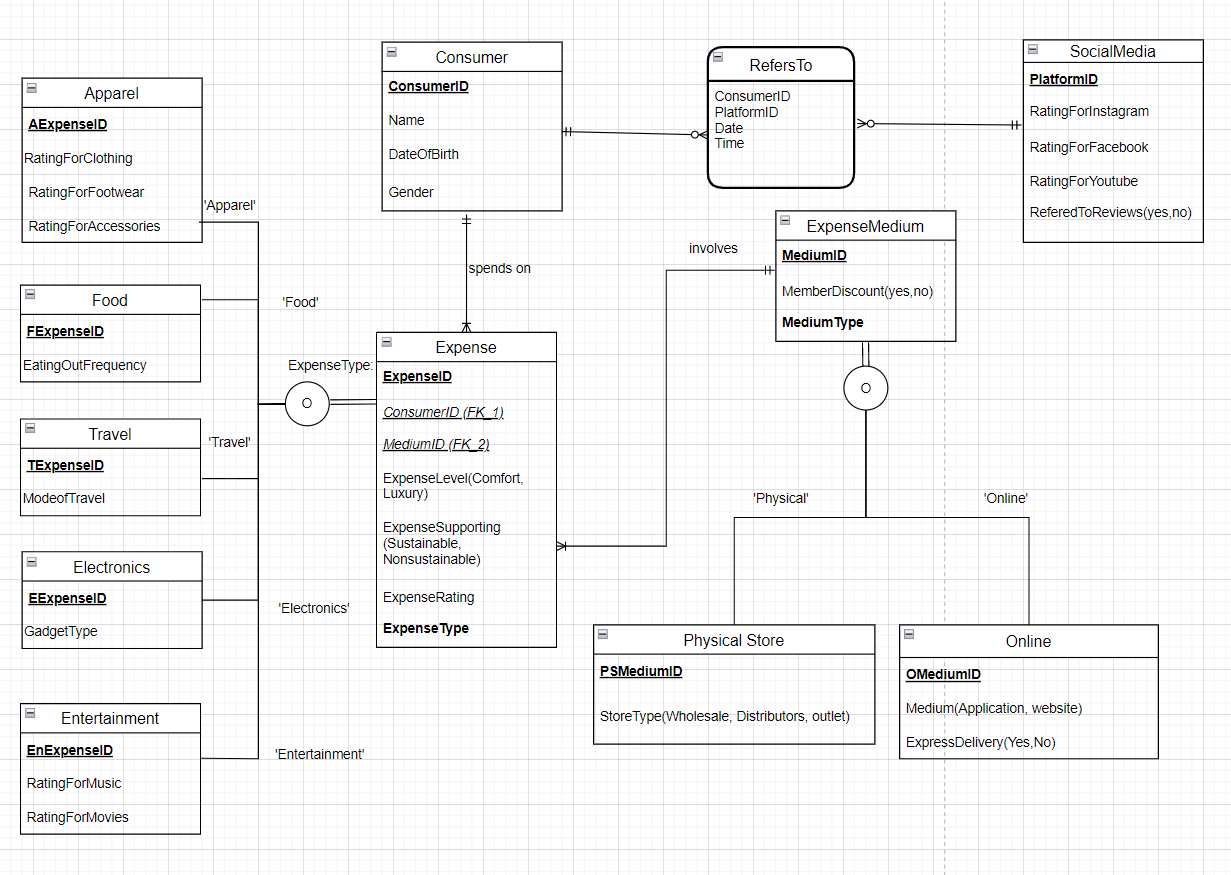 Consumer
ConsumerID
Name
DateOfBirth
Gender
RefersTo
ConsumerID
PlatformID
Date
Time
SocialMedia
PlatformID
RatingForInstagram
RatingForFacebook
RatingForYoutube
ReferedToReviews(yes,no)
Apparel
AExpenseID
RatingForClothing
RatingForFootwear
RatingForAccessories
'Apparel'
spends on
involves
ExpenseMedium
MediumID
MemberDiscount(yes,no)
MediumType
Food
FExpenseID
EatingOutFrequency
'Food'
ExpenseType:
O
Expense
ExpenseID
ConsumerID (FK_1)
MediumID (FK_2)
ExpenseLevel(Comfort,
Luxury)
ExpenseSupporting
(Sustainable,
Nonsustainable)
ExpenseRating
ExpenseType
O
Travel
TExpenseID
ModeofTravel
'Travel'
'Physical'
'Online'
Electronics
EExpenseID
GadgetType
'Electronics'
Physical Store
PSMediumID
StoreType(Wholesale, Distributors, outlet)
Online
OMediumID
Medium(Application, website)
ExpressDelivery(Yes,No)
Entertainment
EnExpenseID
RatingForMusic
RatingForMovies
'Entertainment'